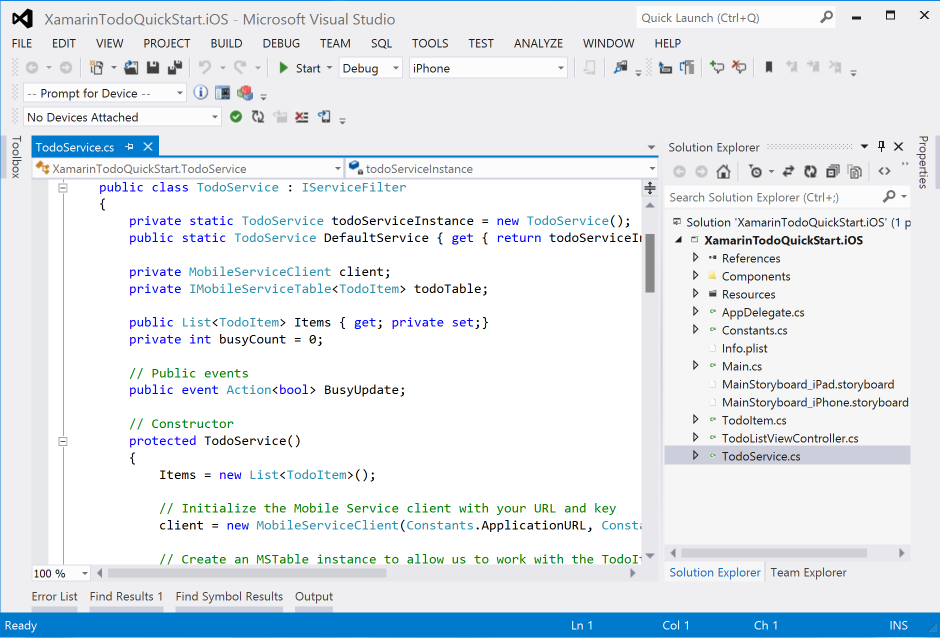 XamarinTodoQuickStart.iOS - Microsoft Visual Studio
Quick Launch (Ctrl+Q)
FILE EDIT VIEW PROJECT BUILD DEBUG TEAM SQL TOOLS TEST ANALYZE WINDOW HELP
Start Debug iPhone
-- Prompt for Device --
No Devices Attached
Toolbox
TodoService.cs
XamarinTodoQuickStart.TodoService todoServiceInstance
public class TodoService : IServiceFilter
{
private static TodoService todoServiceInstance = new TodoService();
public static TodoService DefaultService { get { return todoServiceIn
private MobileServiceClient client;
private IMobileServiceTable<TodoItem> todoTable;
public List<TodoItem> Items { get; private set;}
private int busyCount = 0;
// Public events
public event Action<bool> BusyUpdate;
// Constructor
protected TodoService()
{
Items = new List<TodoItem>();
// Initialize the Mobile Service client with your URL and key
client = new MobileServiceClient(Constants.ApplicationURL, Consta
// Create an MSTable instance to allow us to work with the TodoIt
100 %
Solution Explorer
Search Solution Explorer (Ctrl+;)
Solution 'XamarinTodoQuickStart.iOS' (1 p
XamarinTodoQuickStart.iOS
References
Components
Resources
AppDelegate.cs
Constants.cs
Info.plist
Main.cs
MainStoryboard_iPad.storyboard
MainStoryboard_iPhone.storyboard
TodoItem.cs
TodoListViewController.cs
TodoService.cs
Solution Explorer Team Explorer
Properties
Error List Find Results 1 Find Symbol Results Output
Ready Ln 1 Col 1 Ch 1 INS